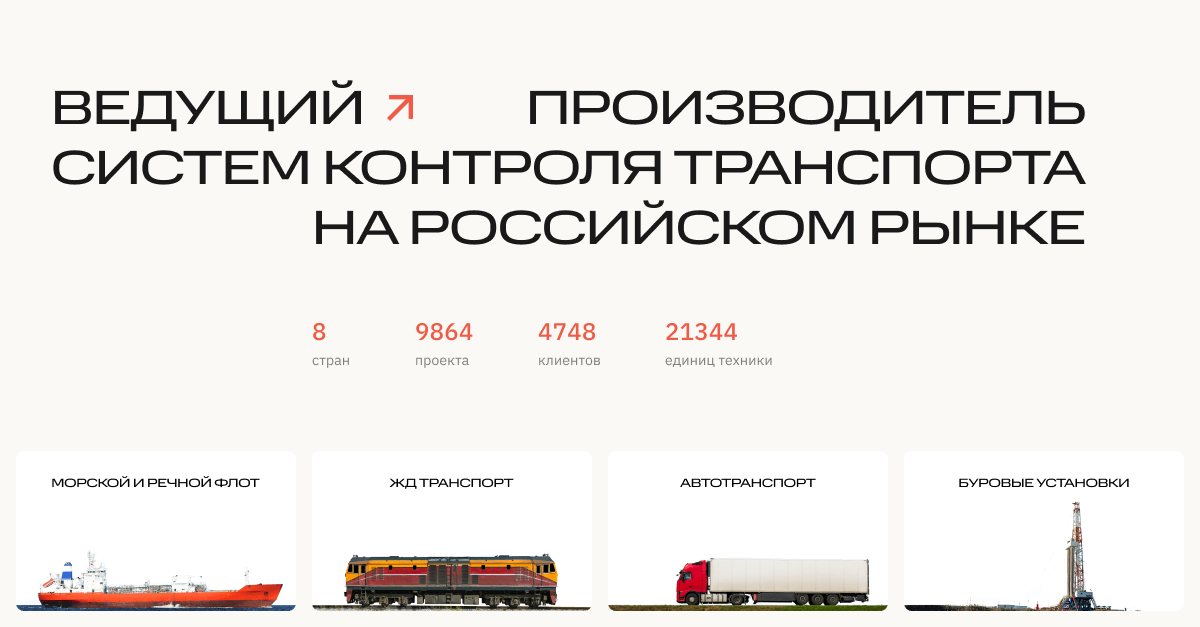 ВЕДУЩИЙ ↗ ПРОИЗВОДИТЕЛЬ
СИСТЕМ КОНТРОЛЯ ТРАНСПОРТА
НА РОССИЙСКОМ РЫНКЕ
8
стран
9864
проекта
4748
клиентов
21344
единиц техники
МОРСКОЙ И РЕЧНОЙ ФЛОТ
ЖД ТРАНСПОРТ
АВТОТРАНСПОРТ
БУРОВЫЕ УСТАНОВКИ